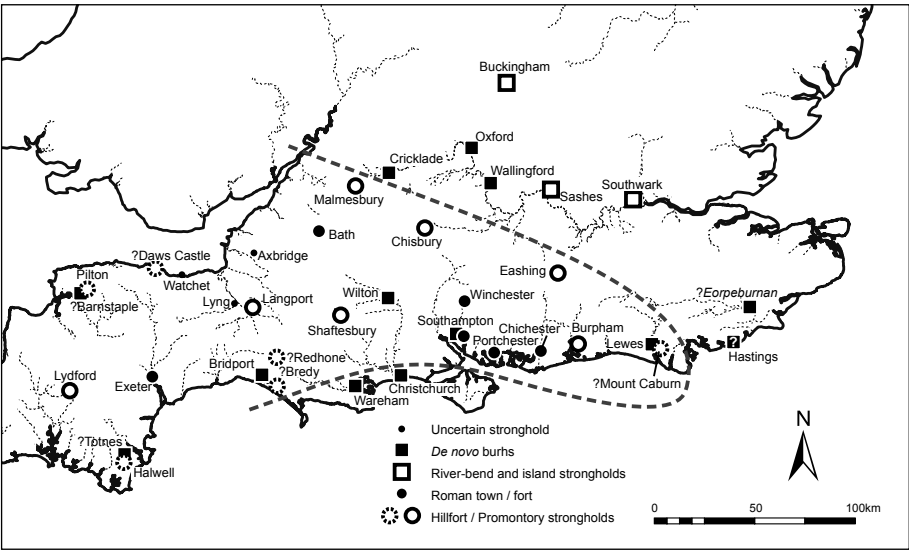 Buckingham
Oxford
Cricklade
Wallingford
Malmesbury
Sashes
Southwark
Bath
Chisbury
?Daws Castle
Axbridge
Eashing
Pilton
Watchet
?Barnstaple
Lyng
Langport
Wilton
Winchester
?Eorpeburnan
Shaftesbury
Southampton
Chichester
Burpham
Portchester
Lewes
?
Hastings
Bridport
?Redhone
?Bredy
Lydford
Exeter
Wareham
Christchurch
?Mount Caburn
?Totnes
Halwell
N
Uncertain stronghold
De novo burhs
River-bend and island strongholds
Roman town / fort
Hillfort / Promontory strongholds
0 50 100km